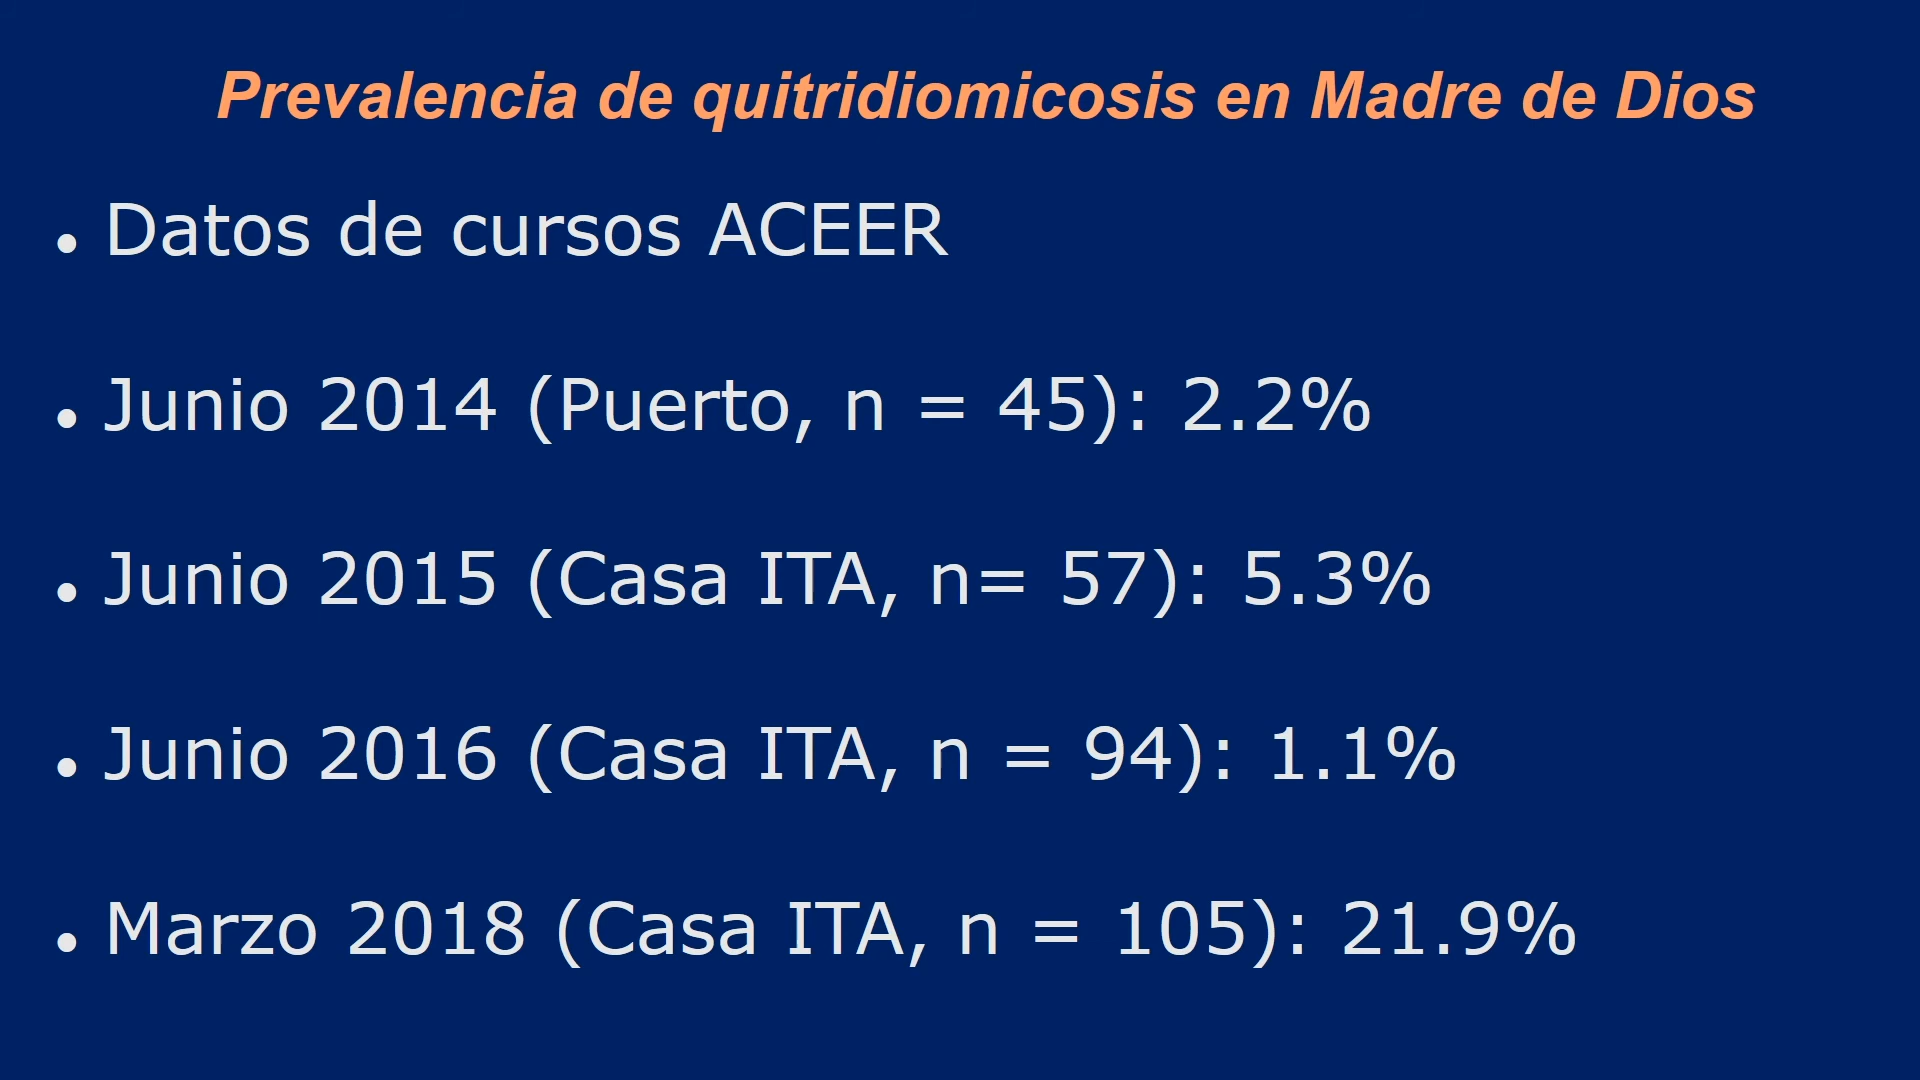 Prevalencia de quitridiomicosis en Madre de Dios
• Datos de cursos ACEER
• Junio 2014 (Puerto, n = 45): 2.2%
• Junio 2015 (Casa ITA, n= 57): 5.3%
• Junio 2016 (Casa ITA, n = 94): 1.1%
• Marzo 2018 (Casa ITA, n = 105): 21.9%